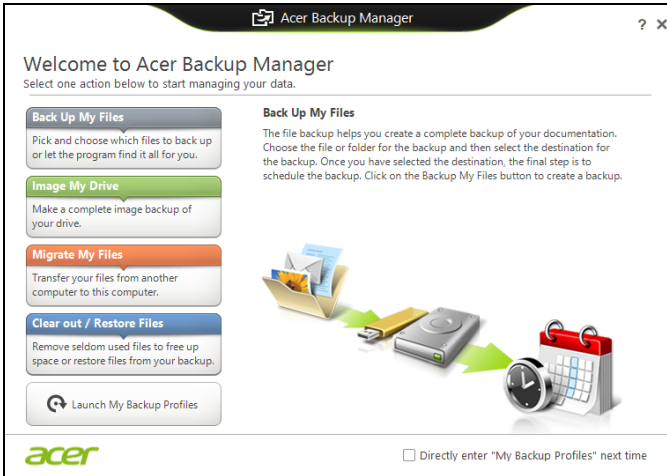 Acer Backup Manager
? X
Welcome to Acer Backup Manager
Select one action below to start managing your data.
Back Up My Files
Pick and choose which files to back up
or let the program find it all for you.
Image My Drive
Make a complete image backup of
your drive.
Migrate My Files
Transfer your files from another
computer to this computer.
Clear out / Restore Files
Remove seldom used files to free up
space or restore files from your backup.
Launch My Backup Profiles
Back Up My Files
The file backup helps you create a complete backup of your documentation.
Choose the file or folder for the backup and then select the destination for
the backup. Once you have selected the destination, the final step is to
schedule the backup. Click on the Backup My Files button to create a backup.
acer
Directly enter "My Backup Profiles" next time